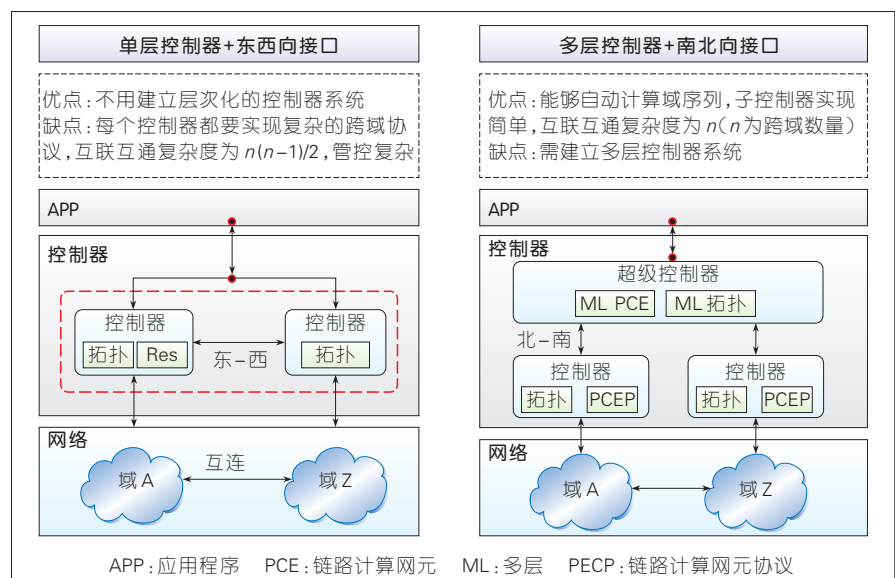 单层控制器+东西向接口
优点:不用建立层次化的控制器系统
缺点:每个控制器都要实现复杂的跨域协
议,互联互通复杂度为 n(n-1)/2,管控复杂
APP
控制器
控制器
拓扑 Res
东-西
控制器
拓扑
网络
域 A
互连
域 Z
多层控制器+南北向接口
优点:能够自动计算域序列,子控制器实现
简单,互联互通复杂度为 n(n 为跨域数量)
缺点:需建立多层控制器系统
APP
控制器
超级控制器
ML PCE ML 拓扑
北-南
控制器
拓扑 PCEP
控制器
拓扑 PCEP
网络
域 A
域 Z
APP:应用程序 PCE:链路计算网元 ML:多层 PECP:链路计算网元协议